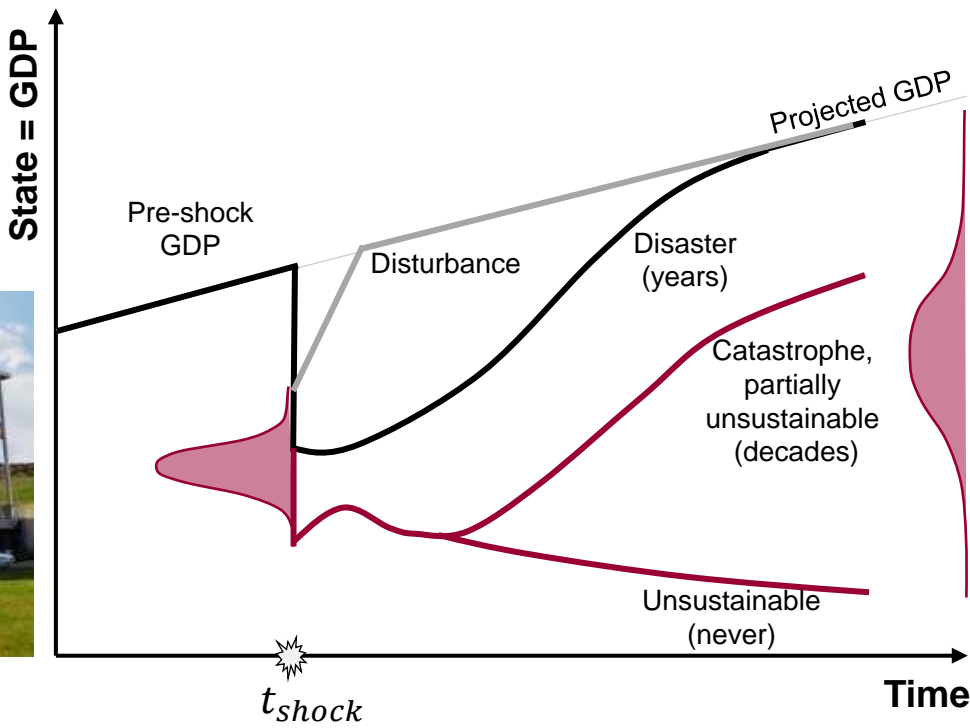 State = GDP
Projected GDP
Pre-shock
GDP
Disturbance
Disaster
(years)
Catastrophe,
partially
unsustainable
(decades)
Unsustainable
(never)
t_shock
Time